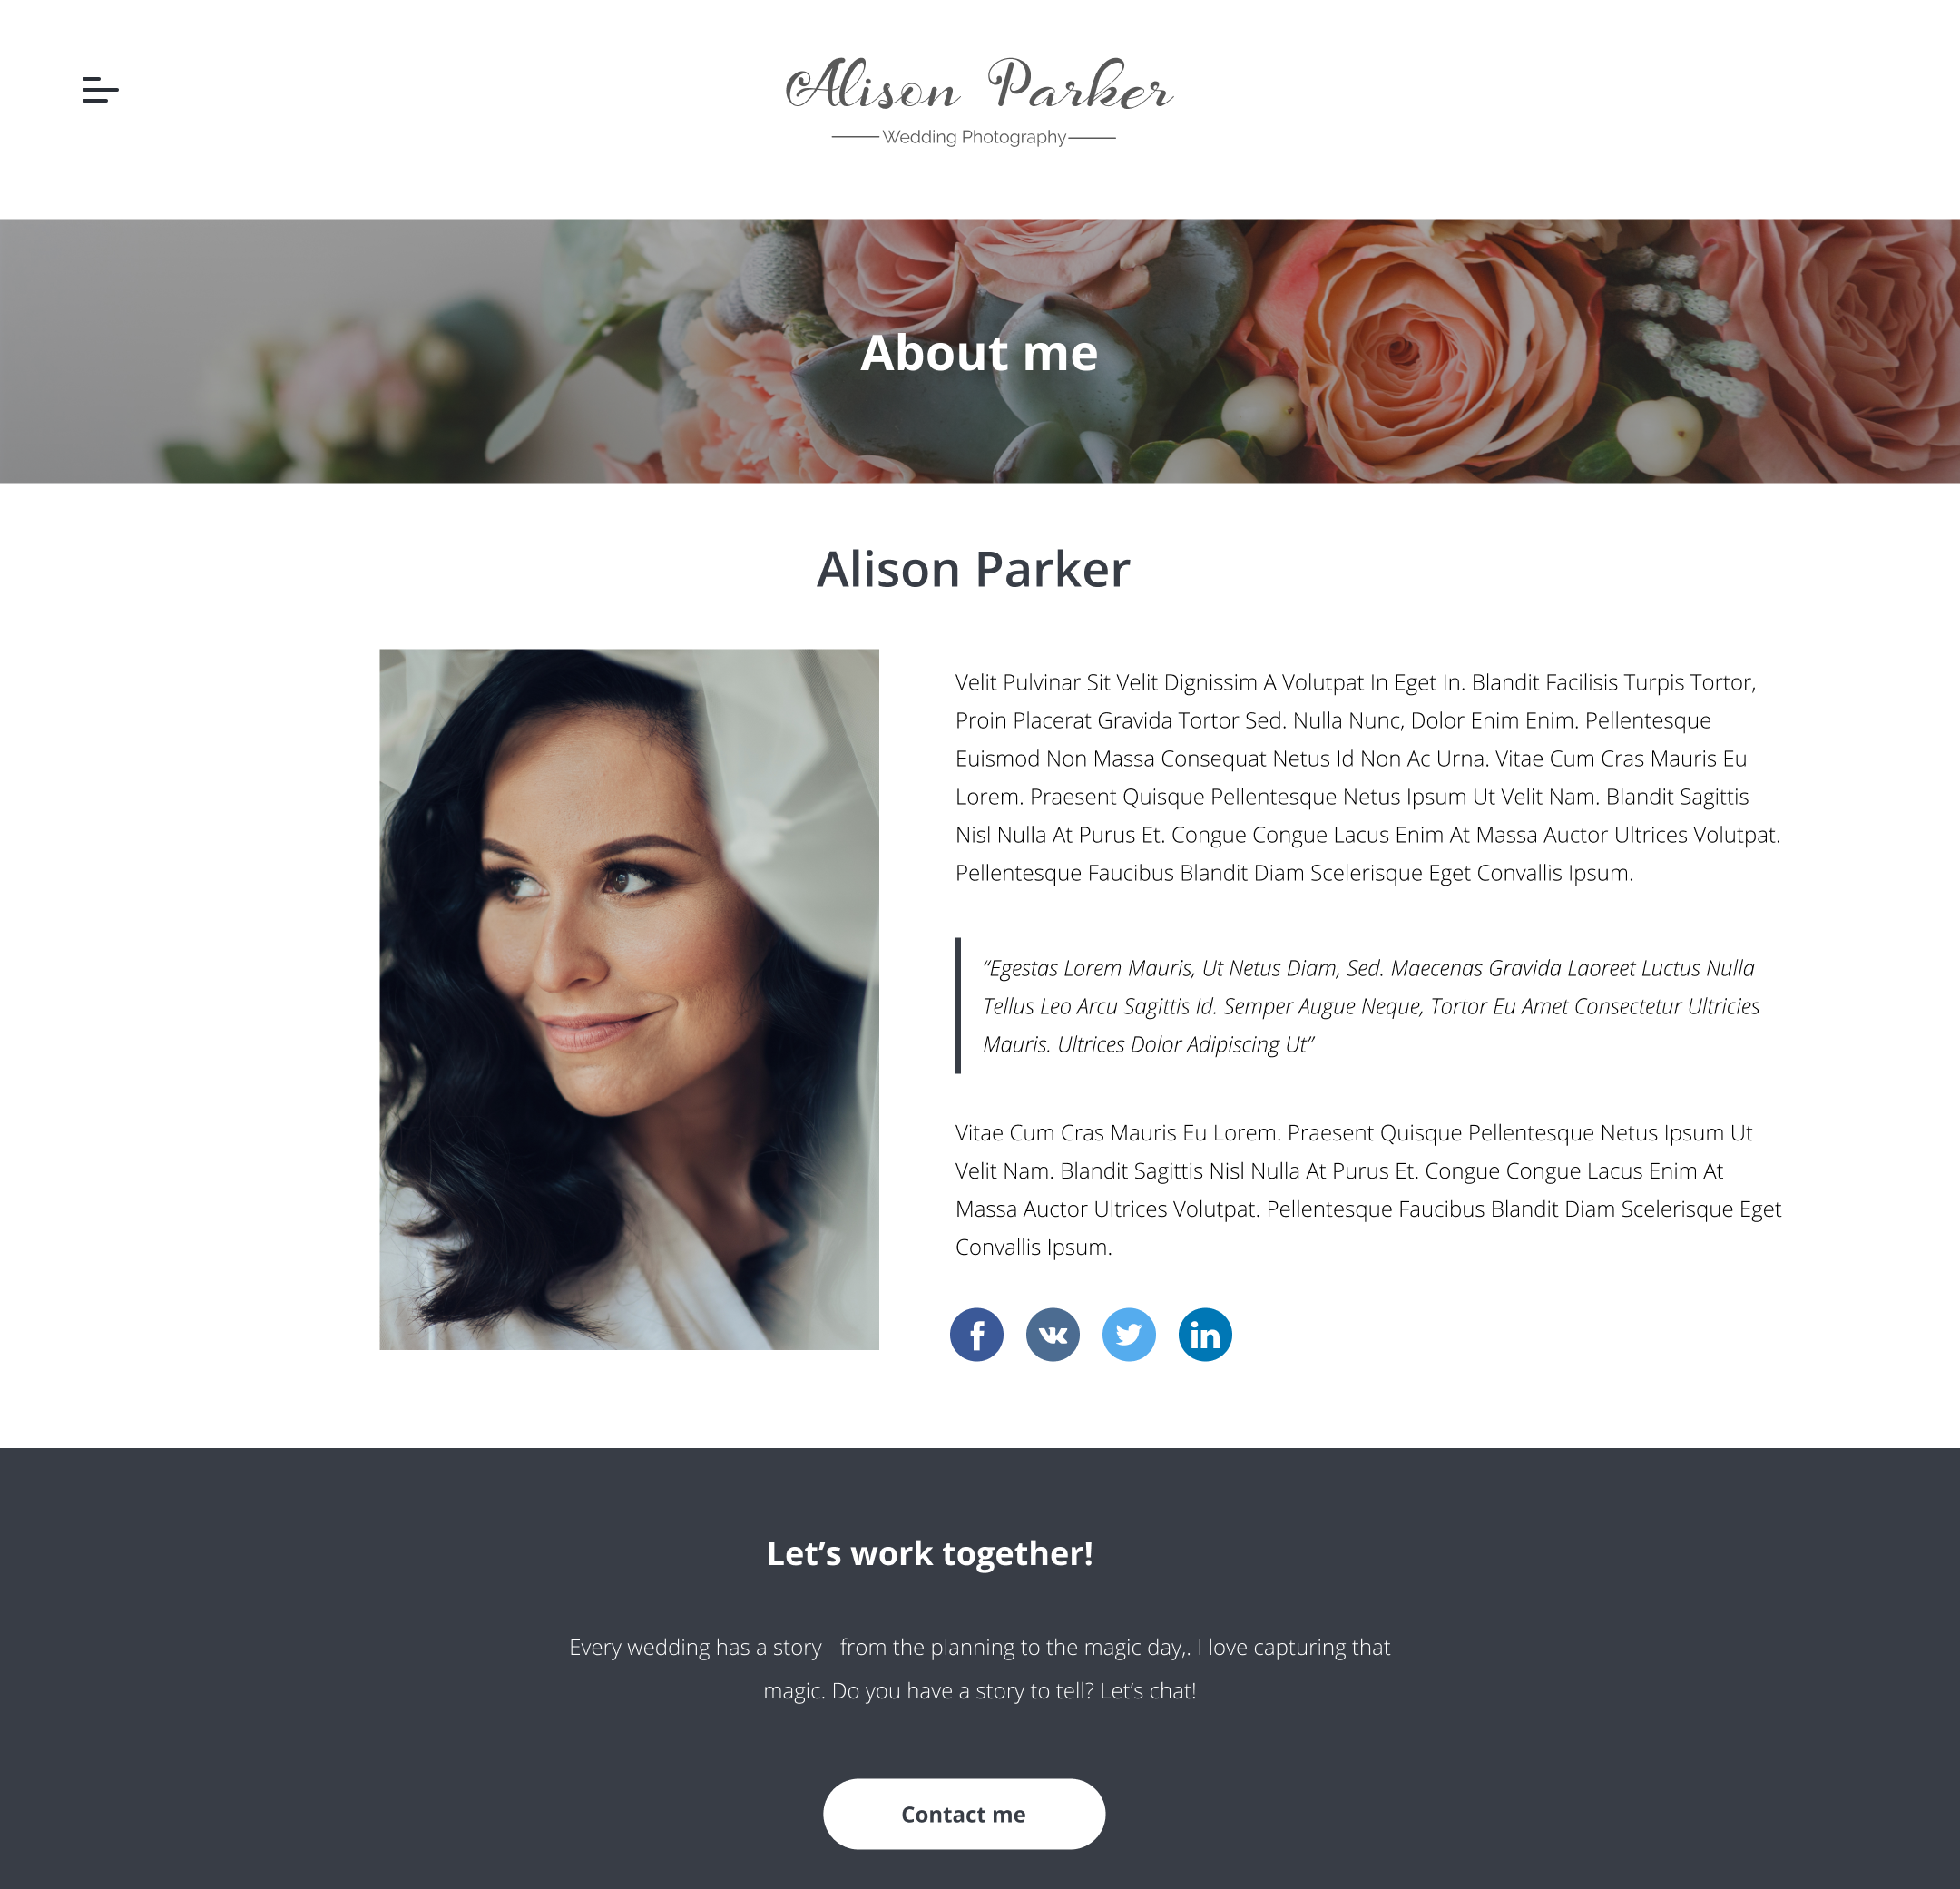 Alison Parker
Wedding Photography
About me
Alison Parker
Velit Pulvinar Sit Velit Dignissim A Volutpat In Eget In. Blandit Facilisis Turpis Tortor,
Proin Placerat Gravida Tortor Sed. Nulla Nunc, Dolor Enim Enim. Pellentesque
Euismod Non Massa Consequat Netus Id Non Ac Urna. Vitae Cum Cras Mauris Eu
Lorem. Praesent Quisque Pellentesque Netus Ipsum Ut Velit Nam. Blandit Sagittis
Nisl Nulla At Purus Et. Congue Congue Lacus Enim At Massa Auctor Ultrices Volutpat.
Pellentesque Faucibus Blandit Diam Scelerisque Eget Convallis Ipsum.
“Egestas Lorem Mauris, Ut Netus Diam, Sed. Maecenas Gravida Laoreet Luctus Nulla
Tellus Leo Arcu Sagittis Id. Semper Augue Neque, Tortor Eu Amet Consectetur Ultricies
Mauris. Ultrices Dolor Adipiscing Ut”
Vitae Cum Cras Mauris Eu Lorem. Praesent Quisque Pellentesque Netus Ipsum Ut
Velit Nam. Blandit Sagittis Nisl Nulla At Purus Et. Congue Congue Lacus Enim At
Massa Auctor Ultrices Volutpat. Pellentesque Faucibus Blandit Diam Scelerisque Eget
Convallis Ipsum.
Let’s work together!
Every wedding has a story - from the planning to the magic day,. I love capturing that
magic. Do you have a story to tell? Let’s chat!
Contact me